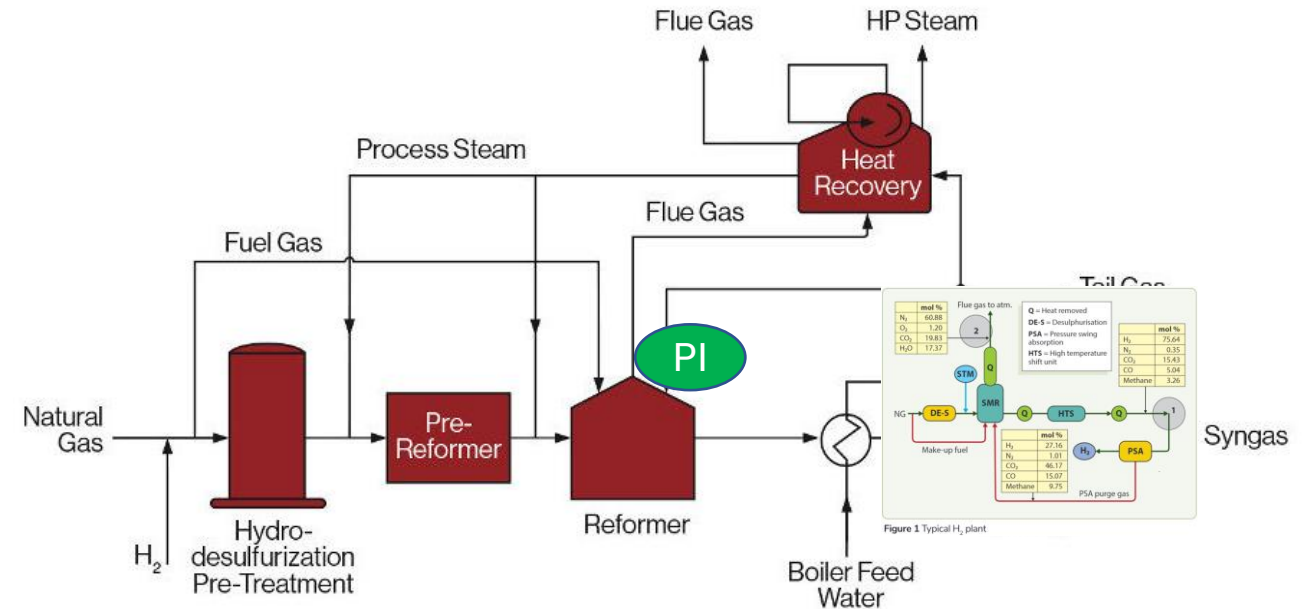 Flue Gas
HP Steam
Process Steam
Heat
Recovery
Flue Gas
Fuel Gas
PI
Natural
Gas
H₂
Hydro-
desulfurization
Pre-Treatment
Pre-
Reformer
Reformer
Boiler Feed
Water
Tail Gas
Syngas
mol %
N₂ 60.88
O₂ 1.20
CO₂ 19.83
H₂O 17.37
Flue gas to atm.
2
Q = Heat removed
DE-S = Desulphurisation
PSA = Pressure swing
absorption
HTS = High temperature
shift unit
mol %
H₂ 75.64
N₂ 0.35
CO₂ 15.43
CO 5.04
Methane 3.26
STM
Q
SMR
NG
DE-S
Q
HTS
Q
1
Make-up fuel
mol %
H₂ 27.16
N₂ 1.01
CO₂ 46.17
CO 15.07
Methane 9.75
H₂
PSA
PSA purge gas
Figure 1 Typical H₂ plant